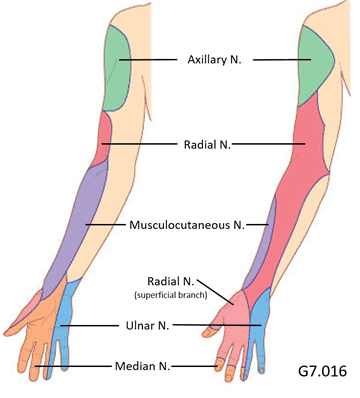 Axillary N.
Radial N.
Musculocutaneous N.
Radial N.
(superficial branch)
Ulnar N.
Median N.
G7.016